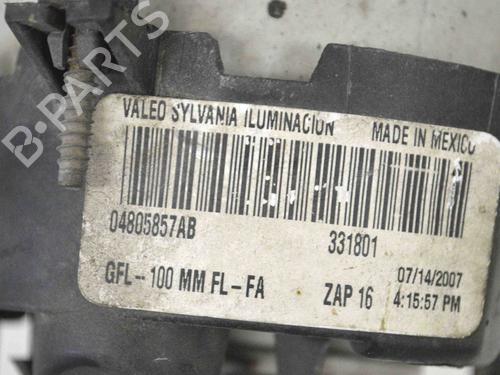 B-PARTS
VALEO SYLVANIA ILUMINACION MADE IN MEXICO
04805857AB 331801
GFL-100 MM FL-FA ZAP 16 07/14/2007
4:15:57 PM